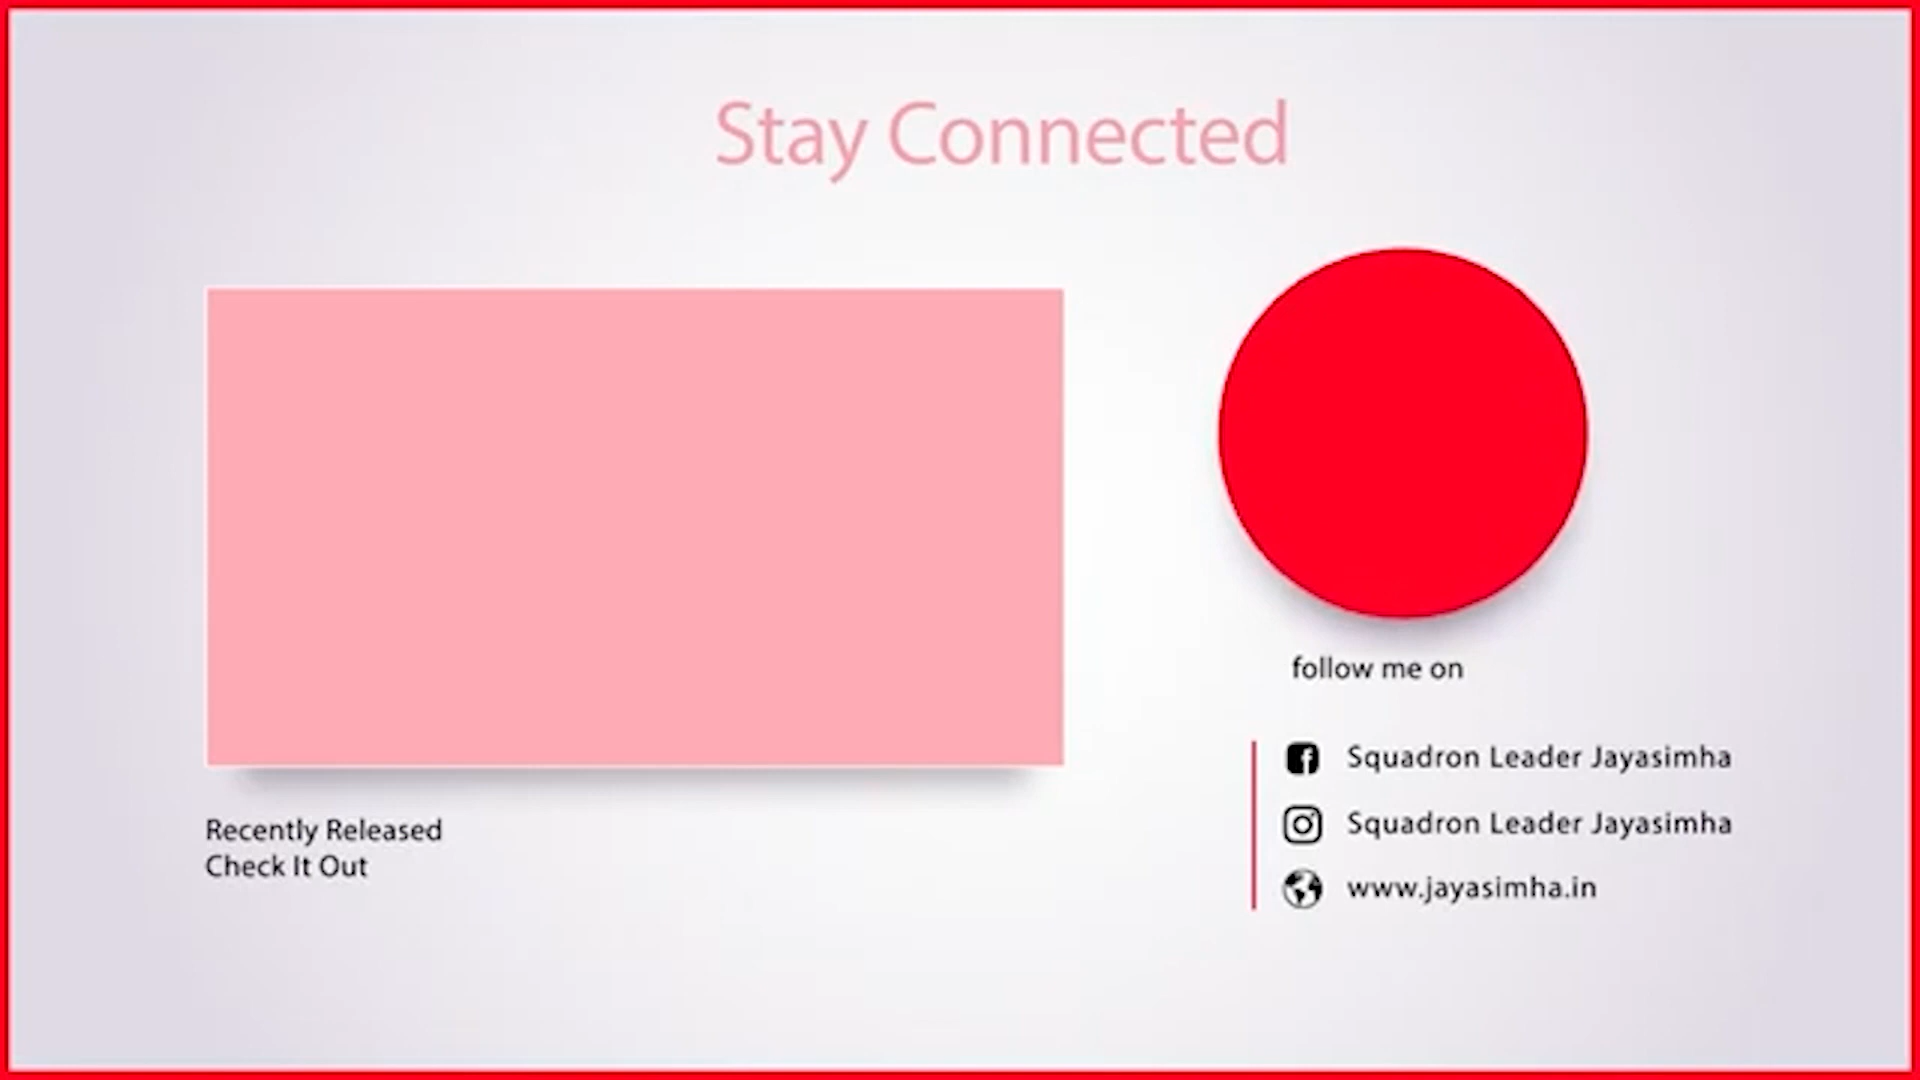 Stay Connected
Recently Released
Check It Out
follow me on
Squadron Leader Jayasimha
Squadron Leader Jayasimha
www.jayasimha.in